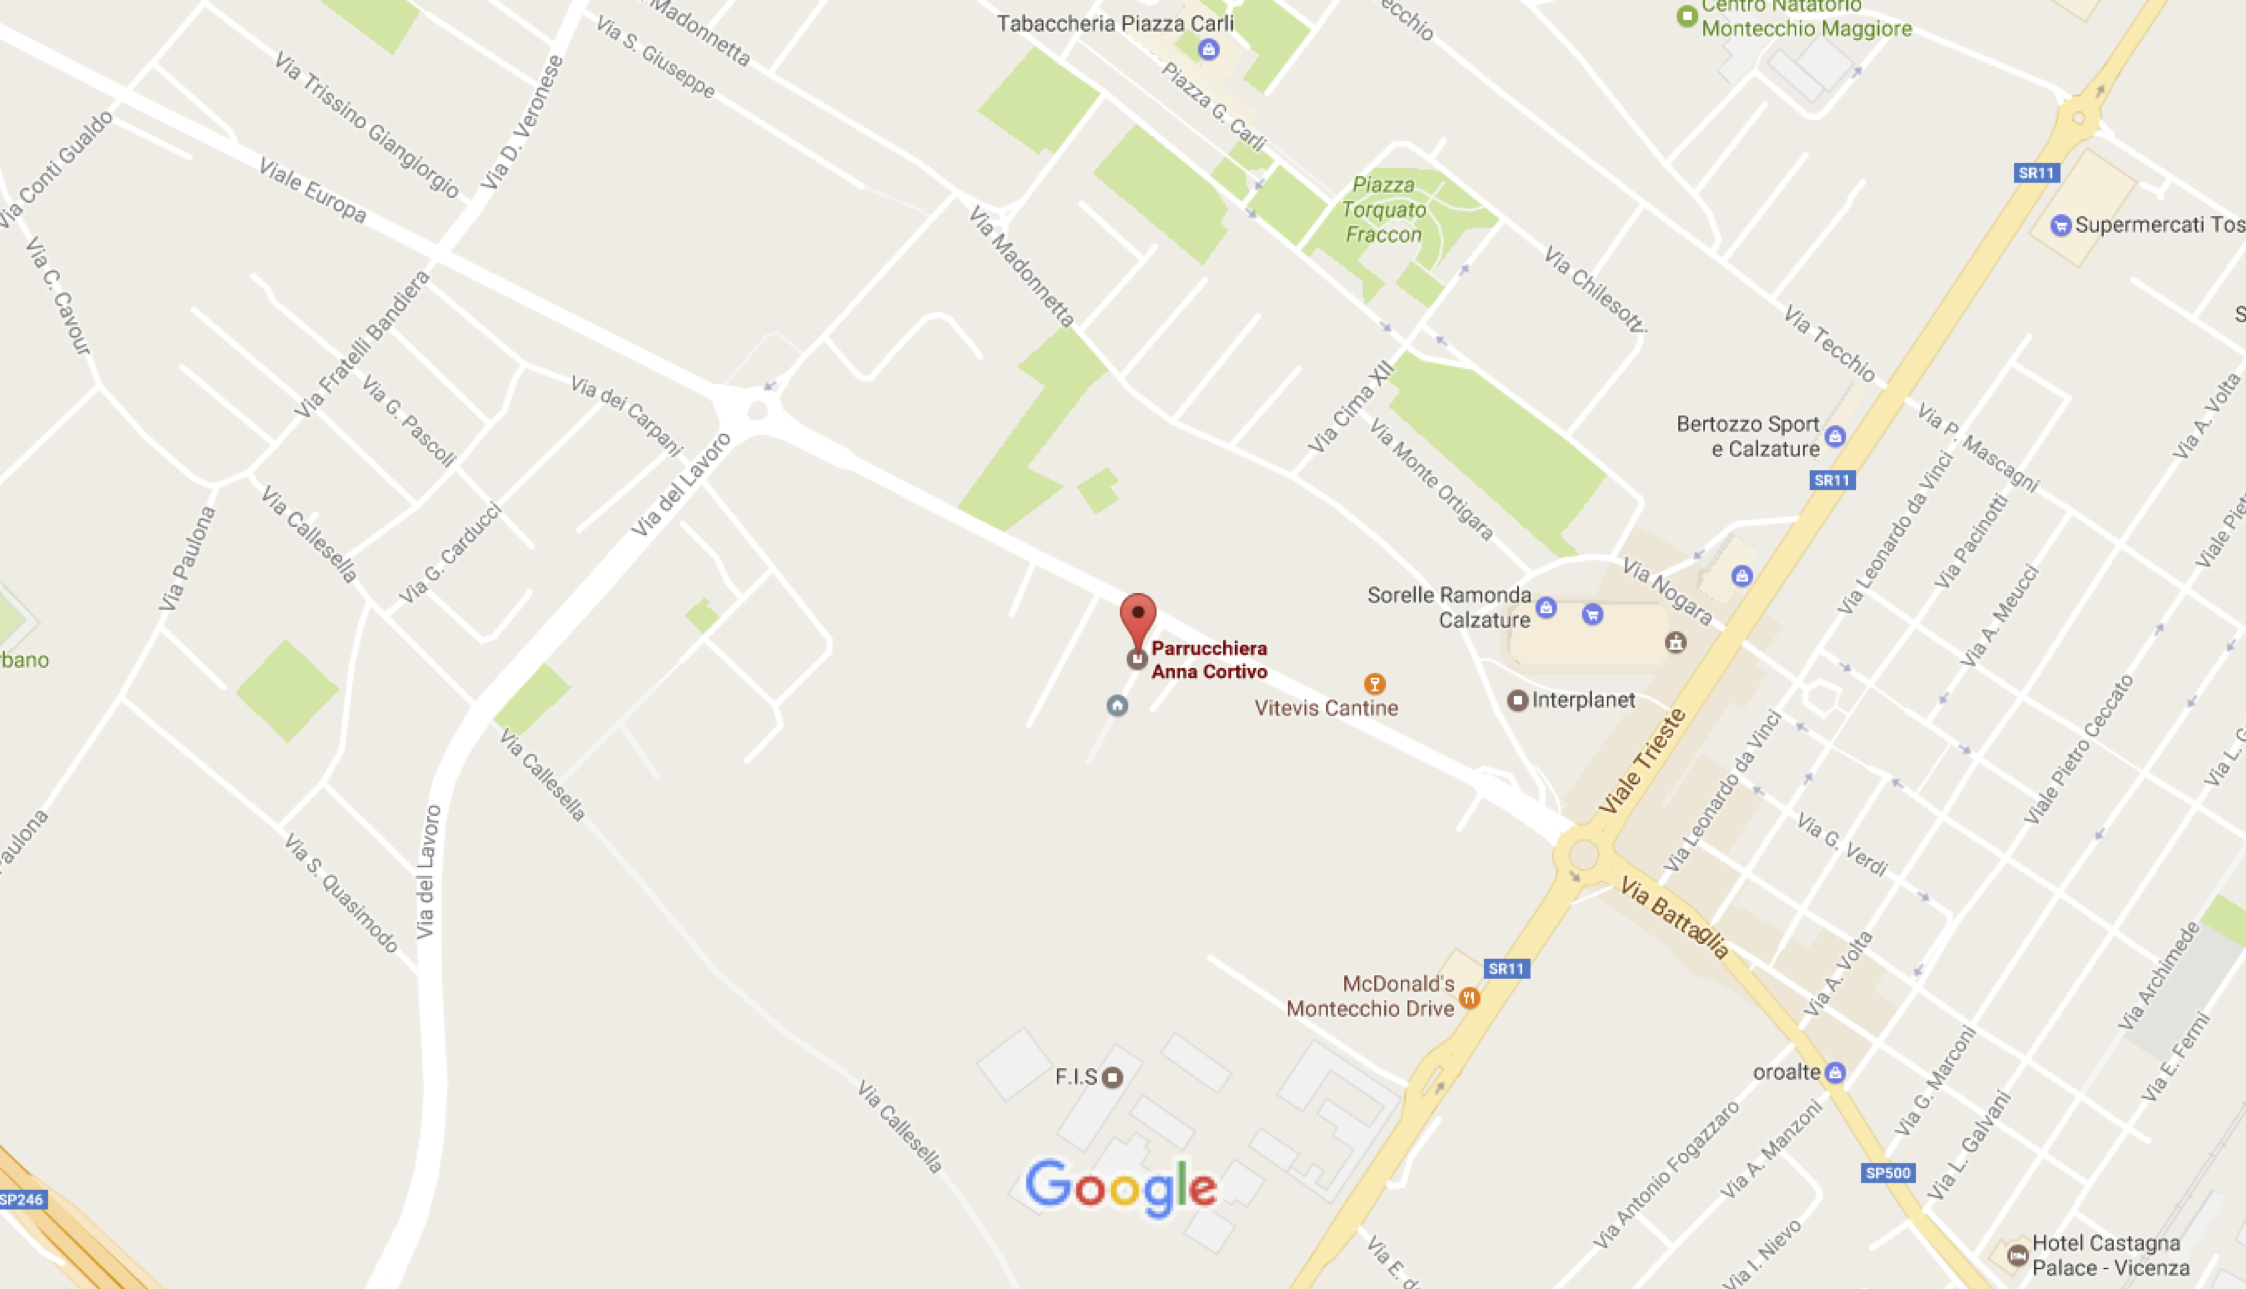 Tabaccheria Piazza Carli
Centro Natatorio
Montecchio Maggiore
Madonnetta
Via S. Giuseppe
Via Trissino Giangiorgio
Via D. Veronese
Piazza G. Carli
Via Conti Gualdo
Viale Europa
SR11
Piazza
Torquato
Fraccon
Supermercati Tos
Via Madonnetta
Via C. Cavour
Via Chilesotti
Via Fratelli Bandiera
Via Tecchio
Via G. Pascoli
Via dei Carpani
Via Cima XII
Via A. Volta
Bertozzo Sport
e Calzature
Via P. Mascagni
Via del Lavoro
Via Monte Ortigara
SR11
Via Leonardo da Vinci
Via Pacinotti
Viale Piet
Via Callesella
Via G. Carducci
Via Paulona
Via Nogara
Via A. Meucci
Sorelle Ramonda
Calzature
Parrucchiera
Anna Cortivo
rbano
Vitevis Cantine
Interplanet
Viale Trieste
Via Leonardo da Vinci
Viale Pietro Ceccato
Via L. G
Via Callesella
Via del Lavoro
Paulona
Via S. Quasimodo
Via G. Verdi
Via Battaglia
McDonald's
Montecchio Drive
SR11
Via A. Volta
Via Archimede
F.I.S
oroalte
Via Callesella
Via G. Marconi
Via E. Fermi
Via Antonio Fogazzaro
Via A. Manzoni
Via L. Galvani
SP500
Google
SP246
Via E. d
Via I. Nievo
Hotel Castagna
Palace - Vicenza